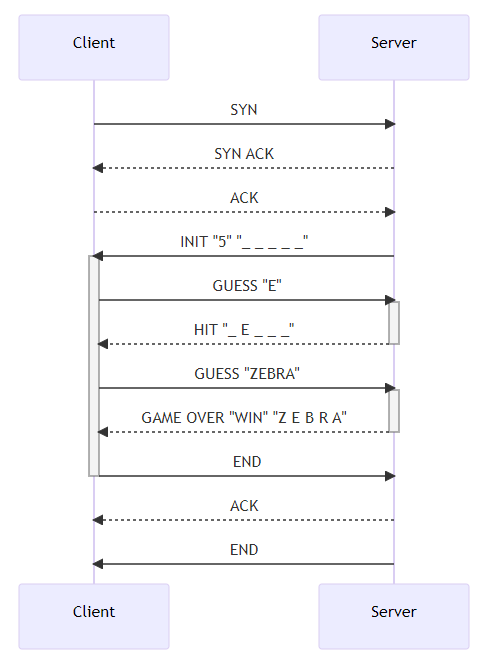 Client
Server
SYN
SYN ACK
ACK
INIT "5" "_ _ _ _ _"
GUESS "E"
HIT "_ E _ _ _"
GUESS "ZEBRA"
GAME OVER "WIN" "Z E B R A"
END
ACK
END
Client
Server